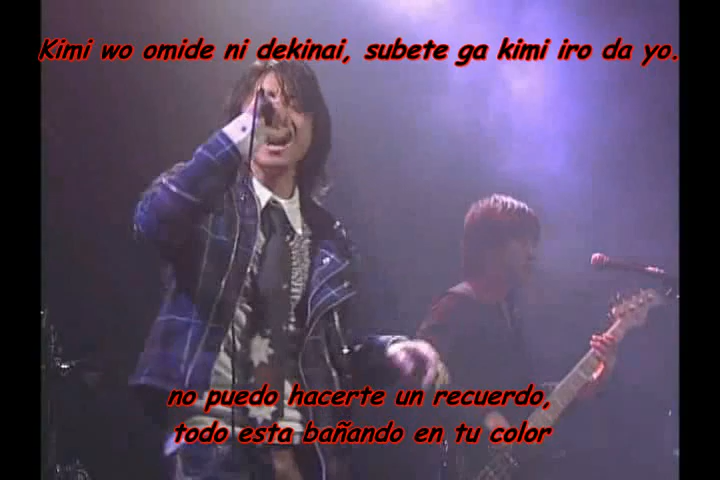 Kimi wo omide ni dekinai, subete ga kimi iro da yo.
no puedo hacerte un recuerdo,
todo esta bañando en tu color